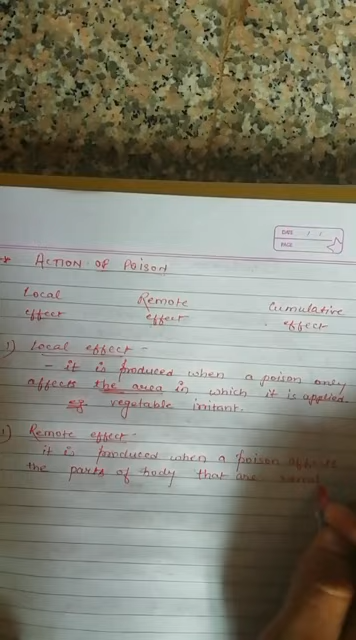 DATE / /
PAGE
* ACTION OF POISON
Local Remote Cumulative
effect effect effect
1) Local effect -
- it is produced when a poison only
affects the area in which it is applied
eg vegetable irritant.
1) Remote effect -
it is produced when a poison affects
the parts of body that are